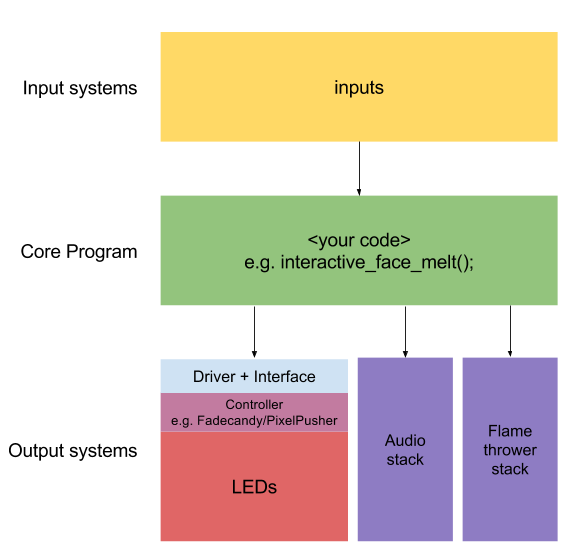 Input systems
inputs
Core Program
<your code>
e.g. interactive_face_melt();
Output systems
Driver + Interface
Controller
e.g. Fadecandy/PixelPusher
LEDs
Audio
stack
Flame
thrower
stack